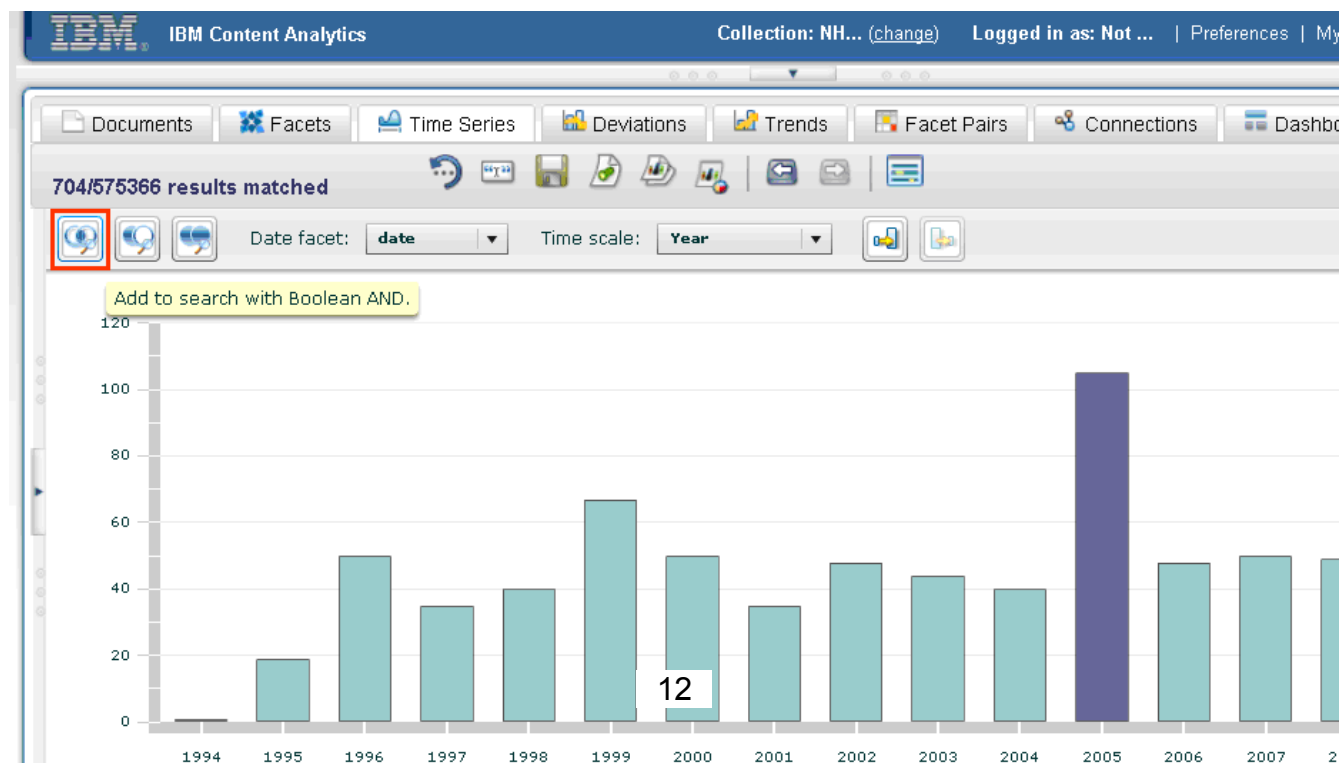 IBM IBM Content Analytics Collection: NH... (change) Logged in as: Not ... | Preferences | My
Documents Facets Time Series Deviations Trends Facet Pairs Connections Dashbo
704/575366 results matched
Date facet: date Time scale: Year
Add to search with Boolean AND.
120
100
80
60
40
20
12
0
1994 1995 1996 1997 1998 1999 2000 2001 2002 2003 2004 2005 2006 2007 2